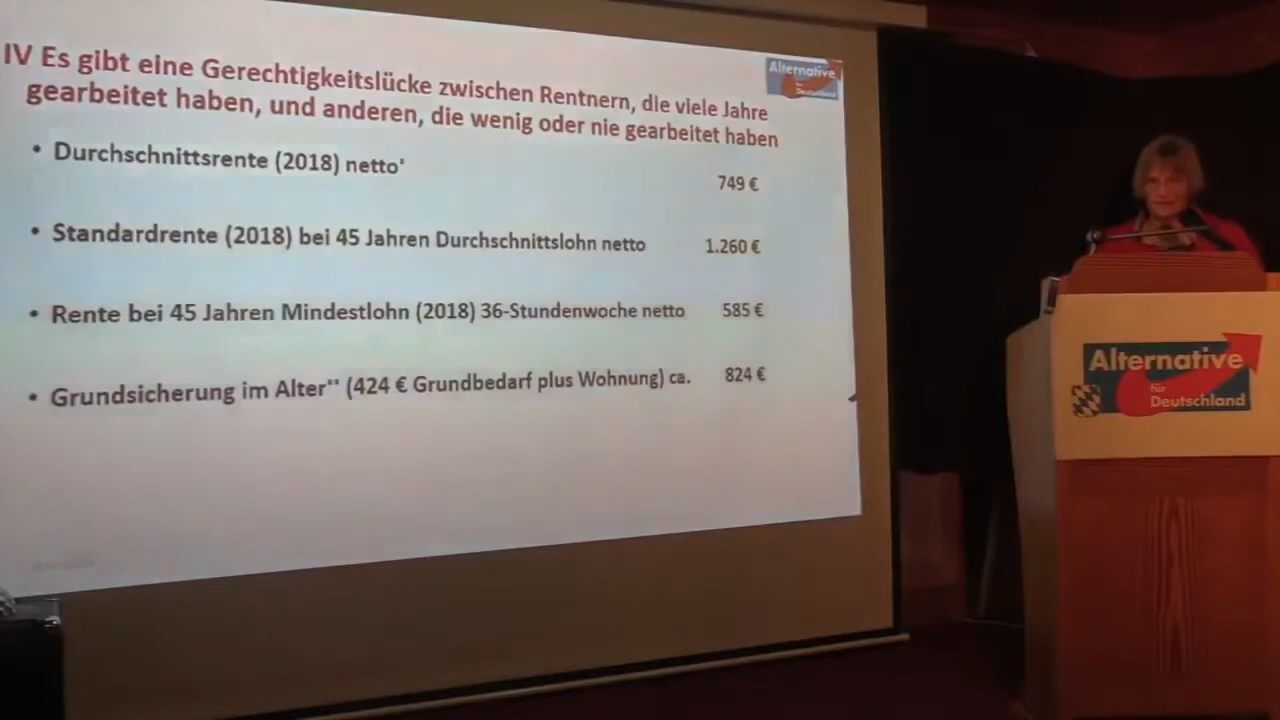 IV Es gibt eine Gerechtigkeitslücke zwischen Rentnern, die viele Jahre
gearbeitet haben, und anderen, die wenig oder nie gearbeitet haben
Alternative
für
Deutschland
• Durchschnittsrente (2018) netto*
749 €
• Standardrente (2018) bei 45 Jahren Durchschnittslohn netto 1.260 €
• Rente bei 45 Jahren Mindestlohn (2018) 36-Stundenwoche netto 585 €
• Grundsicherung im Alter** (424 € Grundbedarf plus Wohnung) ca. 824 €
Alternative
für
Deutschland